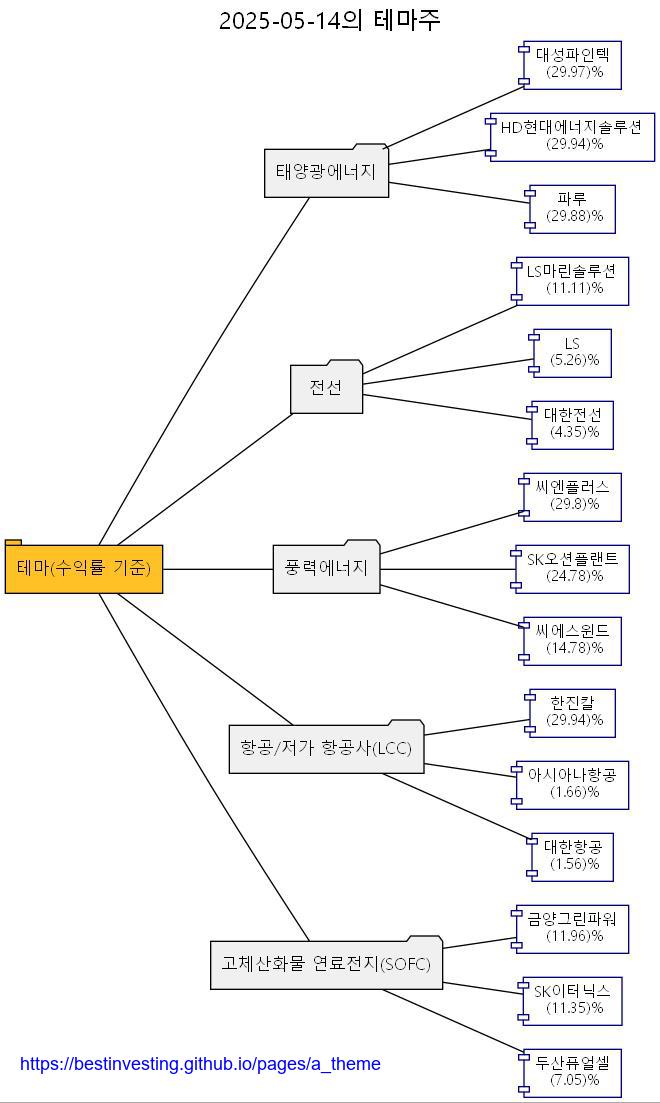 2025-05-14의 테마주
대성파인텍
(29.97)%
HD현대에너지솔루션
(29.94)%
태양광에너지
파루
(29.88)%
LS마린솔루션
(11.11)%
LS
(5.26)%
전선
대한전선
(4.35)%
씨엔플러스
(29.8)%
테마(수익률 기준)
풍력에너지
SK오션플랜트
(24.78)%
씨에스윈드
(14.78)%
한진칼
(29.94)%
항공/저가 항공사(LCC)
아시아나항공
(1.66)%
대한항공
(1.56)%
금양그린파워
(11.96)%
고체산화물 연료전지(SOFC)
SK이터닉스
(11.35)%
두산퓨얼셀
(7.05)%
https://bestinvesting.github.io/pages/a_theme